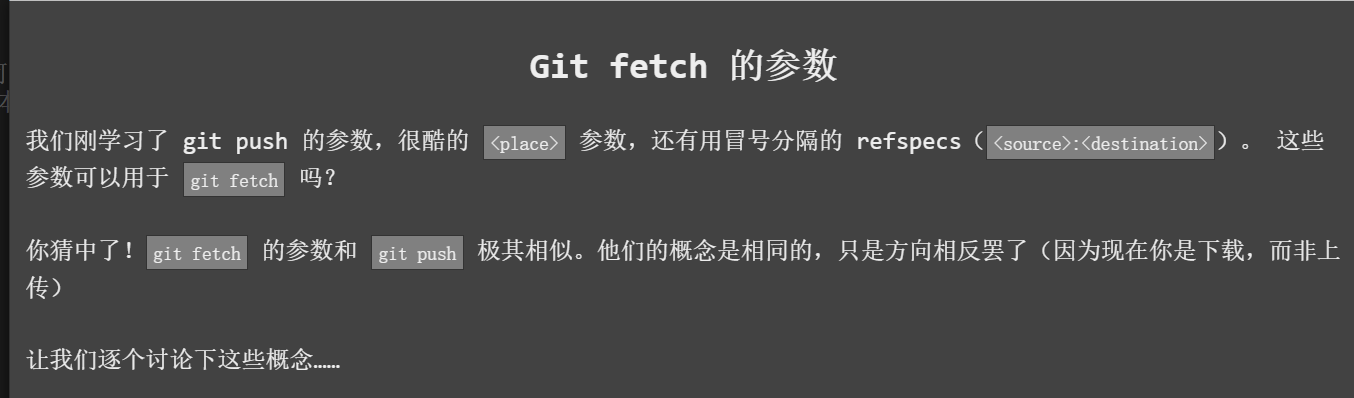 Git fetch 的参数
我们刚学习了 git push 的参数，很酷的 <place> 参数，还有用冒号分隔的 refspecs（<source>:<destination>）。 这些
参数可以用于 git fetch 吗？
你猜中了！git fetch 的参数和 git push 极其相似。他们的概念是相同的，只是方向相反罢了（因为现在你是下载，而非上
传）
让我们逐个讨论下这些概念……